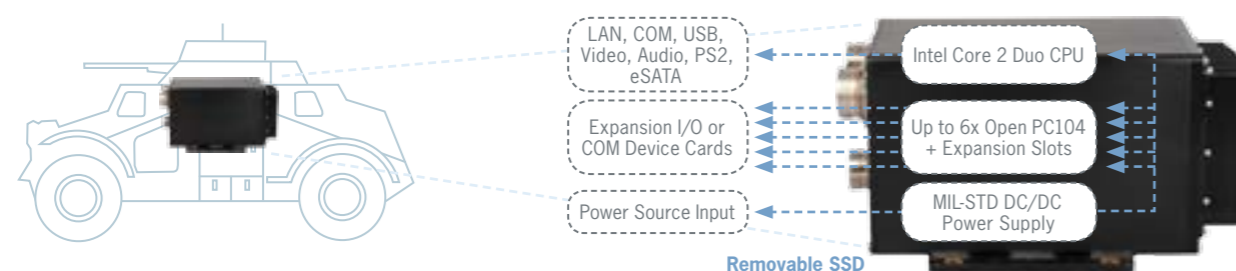 LAN, COM, USB,
Video, Audio, PS2,
eSATA
Intel Core 2 Duo CPU
Expansion I/O or
COM Device Cards
Up to 6x Open PC104
+ Expansion Slots
Power Source Input
MIL-STD DC/DC
Power Supply
Removable SSD